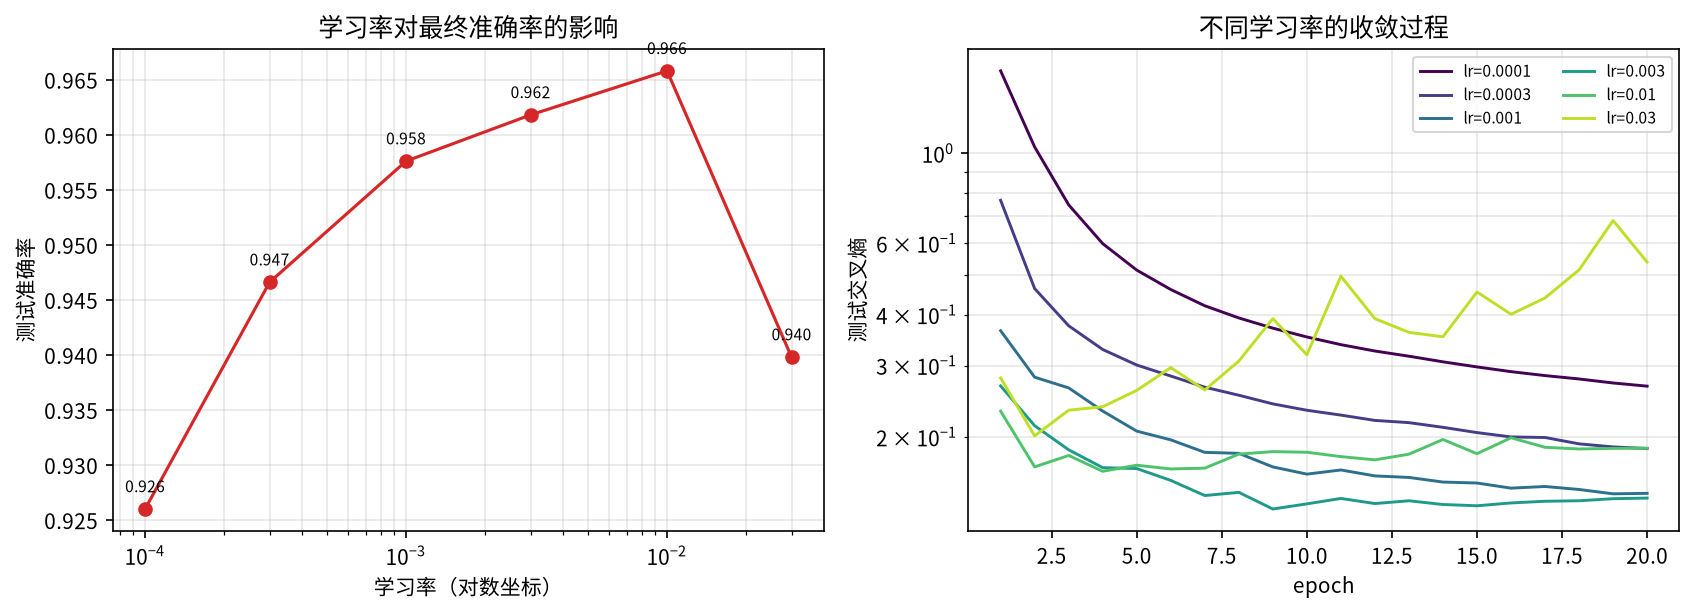 学习率对最终准确率的影响
测试准确率
0.965
0.960
0.955
0.950
0.945
0.940
0.935
0.930
0.925
0.926
0.947
0.958
0.962
0.966
0.940
10⁻⁴
10⁻³
10⁻²
学习率（对数坐标）
不同学习率的收敛过程
测试交叉熵
10⁰
6 × 10⁻¹
4 × 10⁻¹
3 × 10⁻¹
2 × 10⁻¹
lr=0.0001
lr=0.0003
lr=0.001
lr=0.003
lr=0.01
lr=0.03
2.5
5.0
7.5
10.0
12.5
15.0
17.5
20.0
epoch